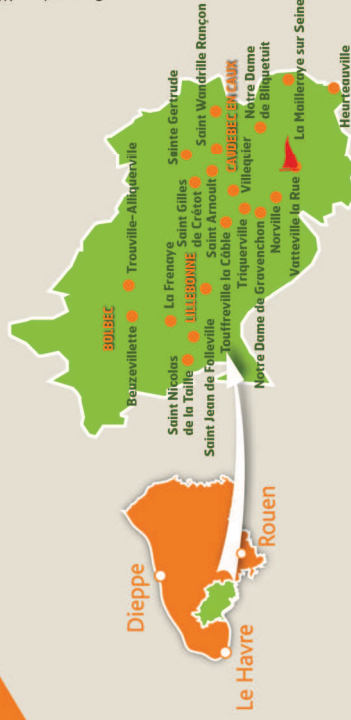 Dieppe
Le Havre
Rouen
BOLBEC
Beuzevillette
Trouville-Alliquerville
Saint Nicolas
de la Taille
La Frenaye
LILLEBONNE
Saint Jean de Folleville
Saint Gilles
de Crétot
Sainte Gertrude
Saint Arnoult
Saint Wandrille Rançon
CAUDEBEC EN CAUX
Touffreville la Câble
Villequier
Triquerville
Notre Dame de Gravenchon
Norville
Notre Dame
de Bliquetuit
Vatteville la Rue
La Mailleraye sur Seine
Heurteauville